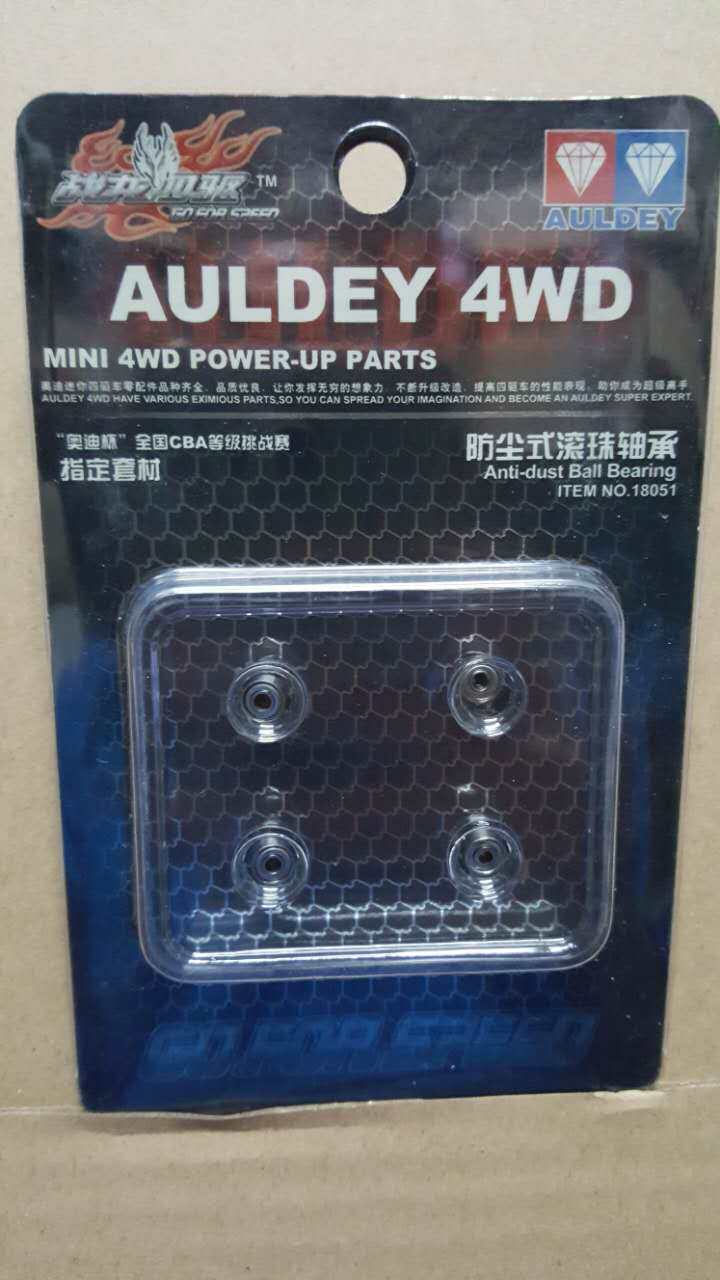 战龙四驱 TM
GO FOR SPEED
AULDEY
AULDEY 4WD
MINI 4WD POWER-UP PARTS
奥迪迷你四驱车零配件品种齐全、品质优良、让你发挥无穷的想象力、不断升级改造、提高四驱车的性能表现、助你成为超级高手
AULDEY 4WD HAVE VARIOUS EXIMIOUS PARTS,SO YOU CAN SPREAD YOUR IMAGINATION AND BECOME AN AULDEY SUPER EXPERT.
“奥迪杯”全国CBA等级挑战赛
指定套材
防尘式滚珠轴承
Anti-dust Ball Bearing
ITEM NO.18051
GO FOR SPEED